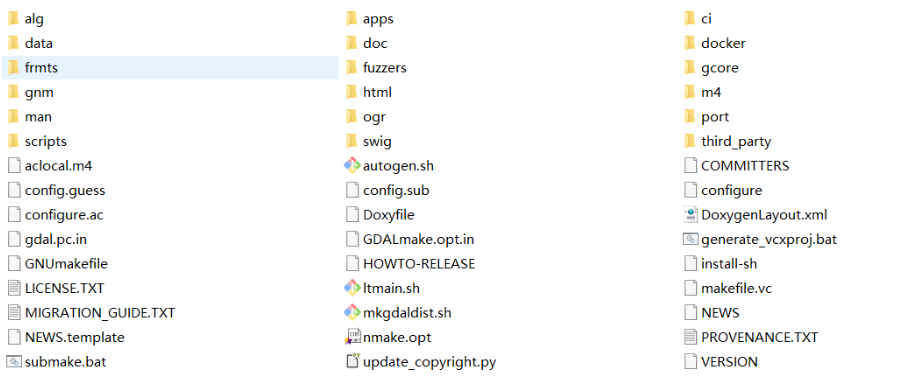 alg apps ci
data doc docker
frmts fuzzers gcore
gnm html m4
man ogr port
scripts swig third_party
aclocal.m4 autogen.sh COMMITTERS
config.guess config.sub configure
configure.ac Doxyfile DoxygenLayout.xml
gdal.pc.in GDALmake.opt.in generate_vcxproj.bat
GNUmakefile HOWTO-RELEASE install-sh
LICENSE.TXT ltmain.sh makefile.vc
MIGRATION_GUIDE.TXT mkgdaldist.sh NEWS
NEWS.template nmake.opt PROVENANCE.TXT
submake.bat update_copyright.py VERSION